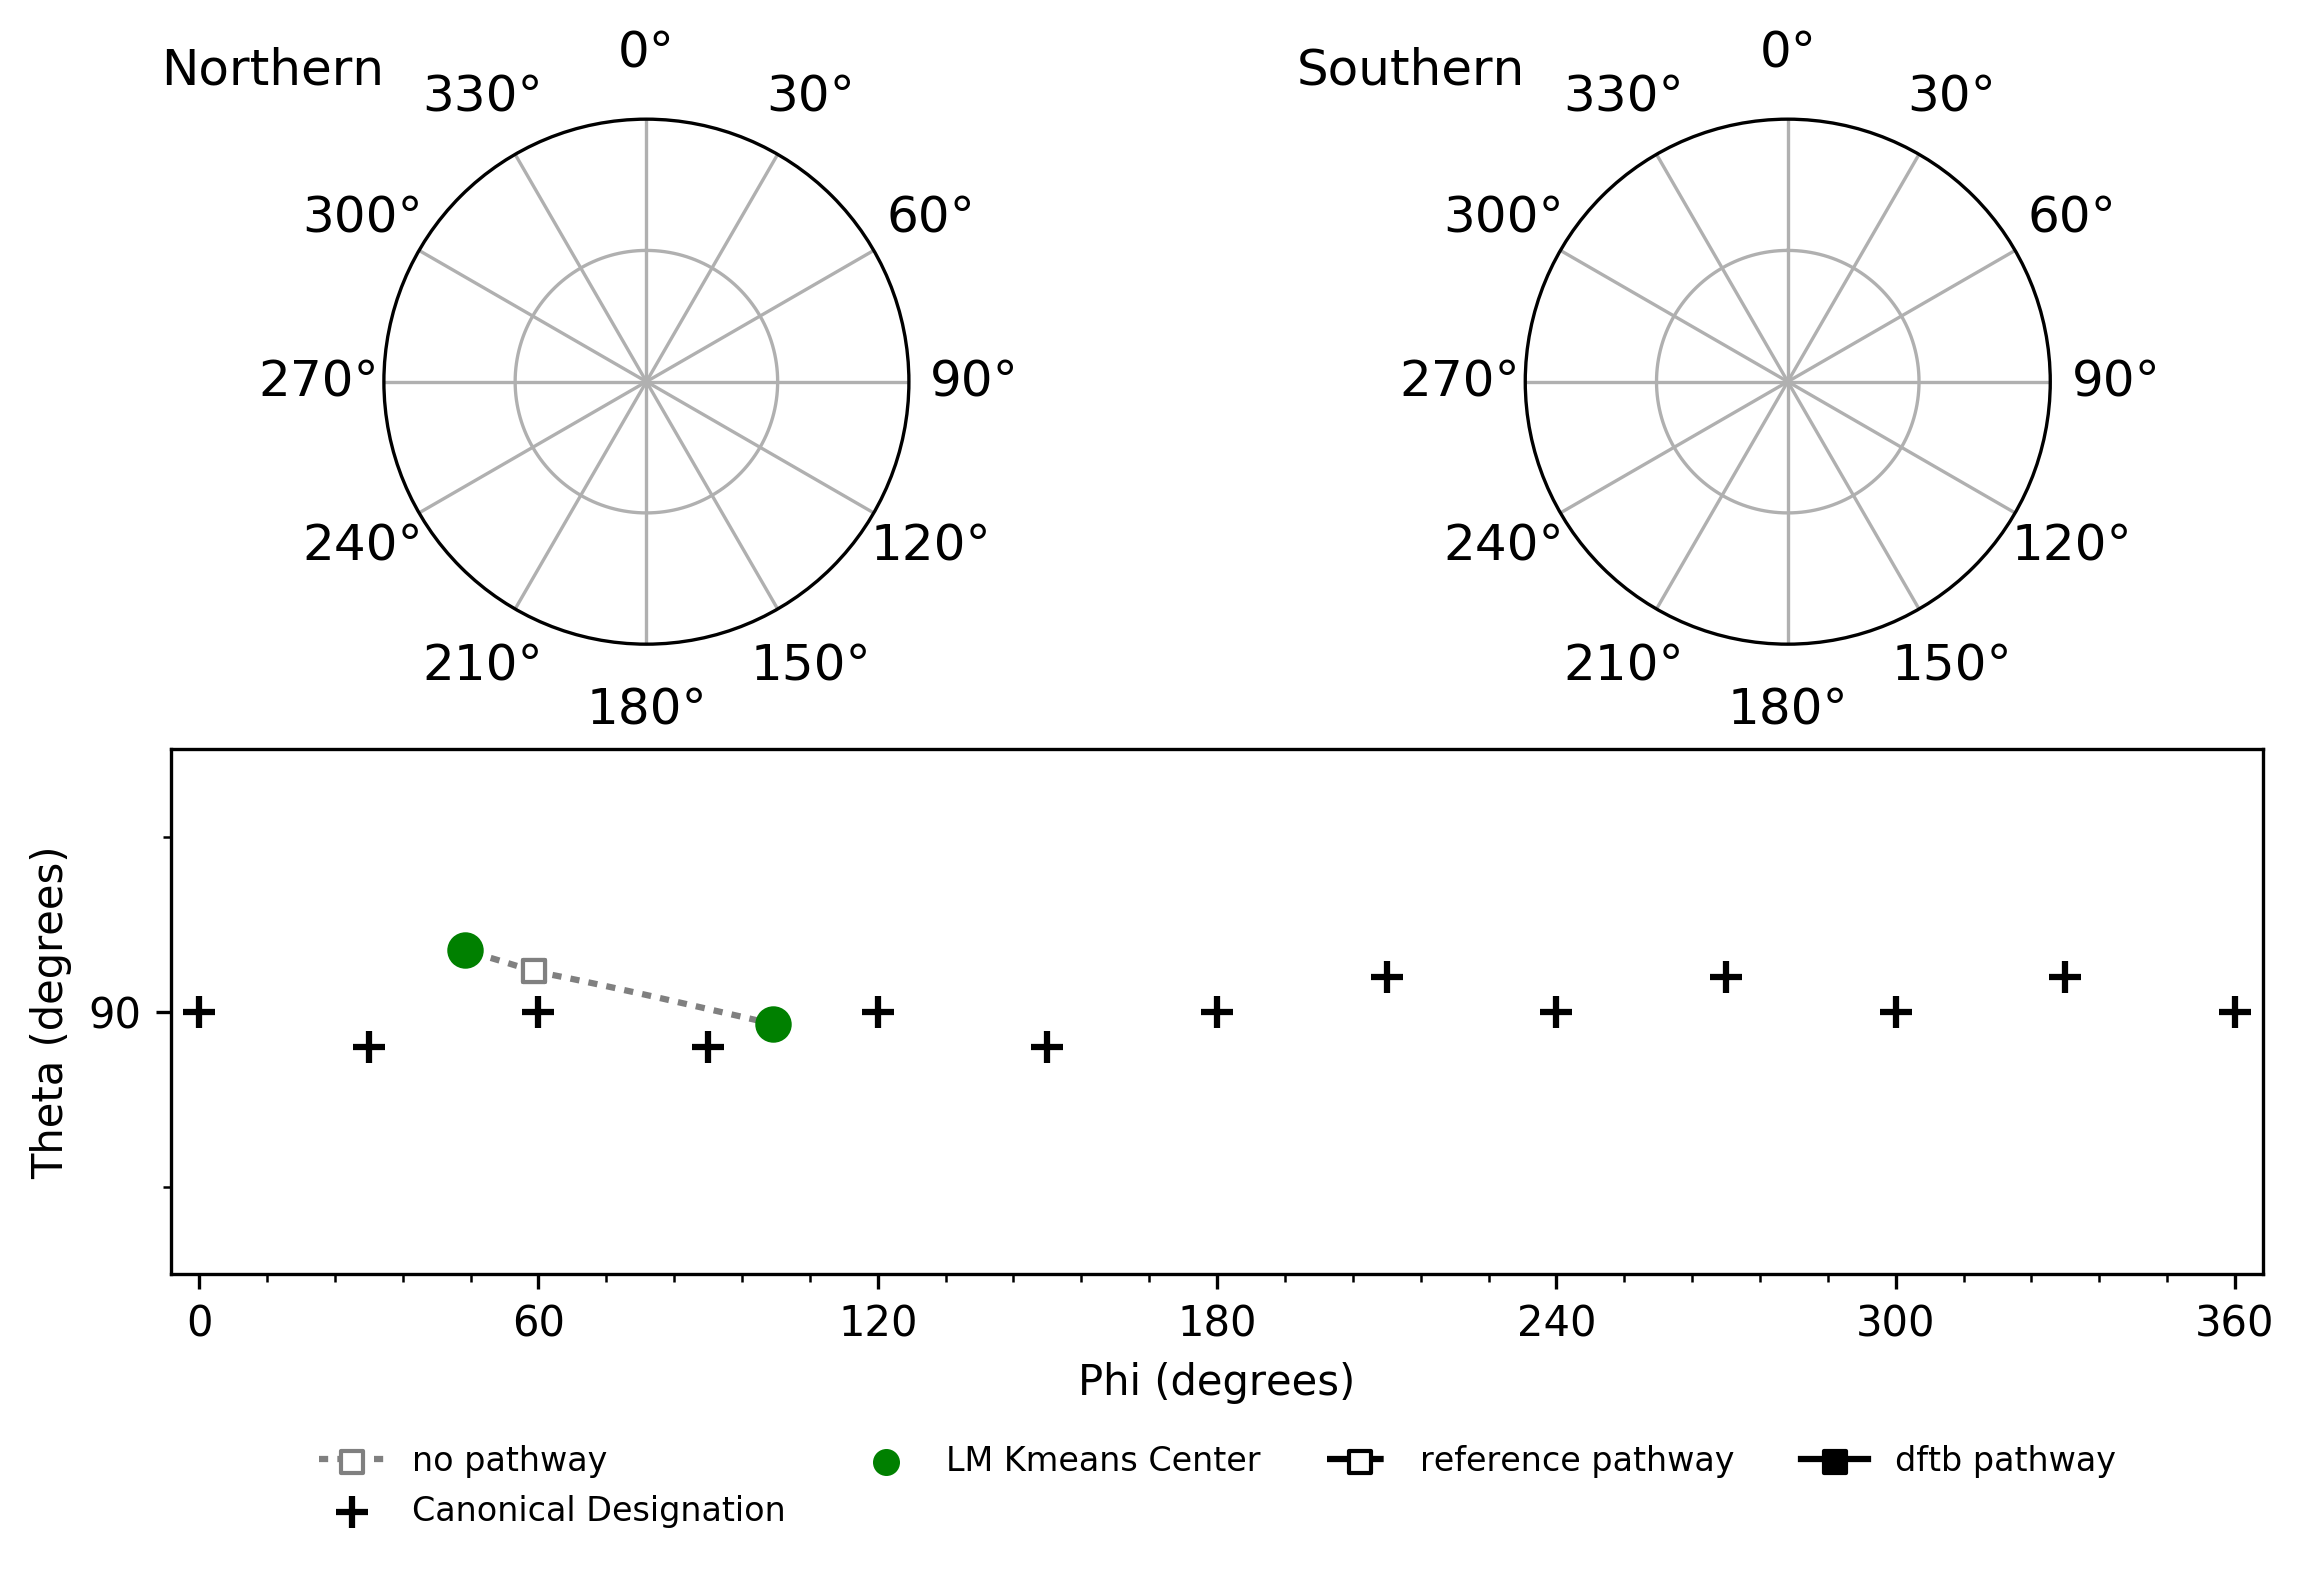 Northern
0°
30°
60°
90°
120°
150°
180°
210°
240°
270°
300°
330°
Southern
0°
30°
60°
90°
120°
150°
180°
210°
240°
270°
300°
330°
Theta (degrees)
90
0 60 120 180 240 300 360
Phi (degrees)
no pathway
Canonical Designation
LM Kmeans Center
reference pathway
dftb pathway